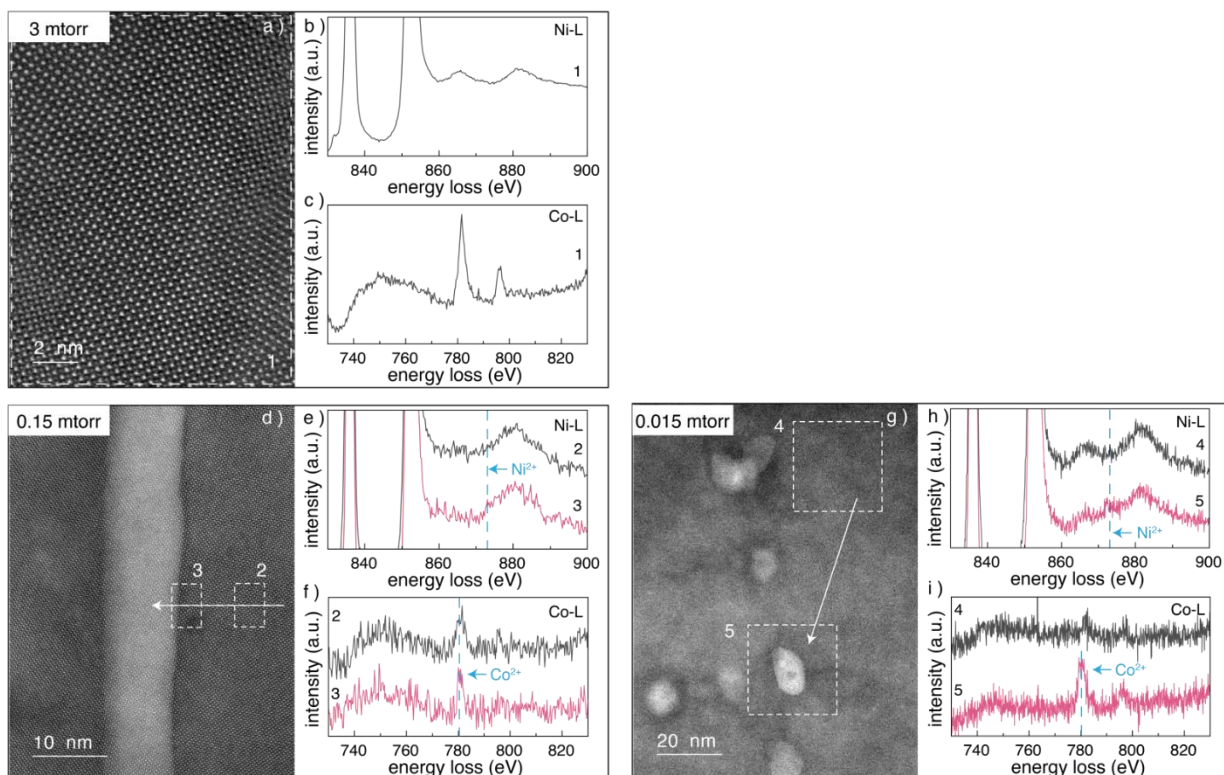 3 mtorr
a )
2 nm
1
b )
Ni-L
1
intensity (a.u.)
840 860 880 900
energy loss (eV)
c )
Co-L
1
intensity (a.u.)
740 760 780 800 820
energy loss (eV)
0.15 mtorr
d )
3 2
10 nm
e )
Ni-L
2
Ni²⁺
3
intensity (a.u.)
840 860 880 900
energy loss (eV)
f )
Co-L
2
Co²⁺
3
intensity (a.u.)
740 760 780 800 820
energy loss (eV)
0.015 mtorr
g )
4
5
20 nm
h )
Ni-L
4
5
Ni²⁺
intensity (a.u.)
840 860 880 900
energy loss (eV)
i )
Co-L
4
Co²⁺
5
intensity (a.u.)
740 760 780 800 820
energy loss (eV)